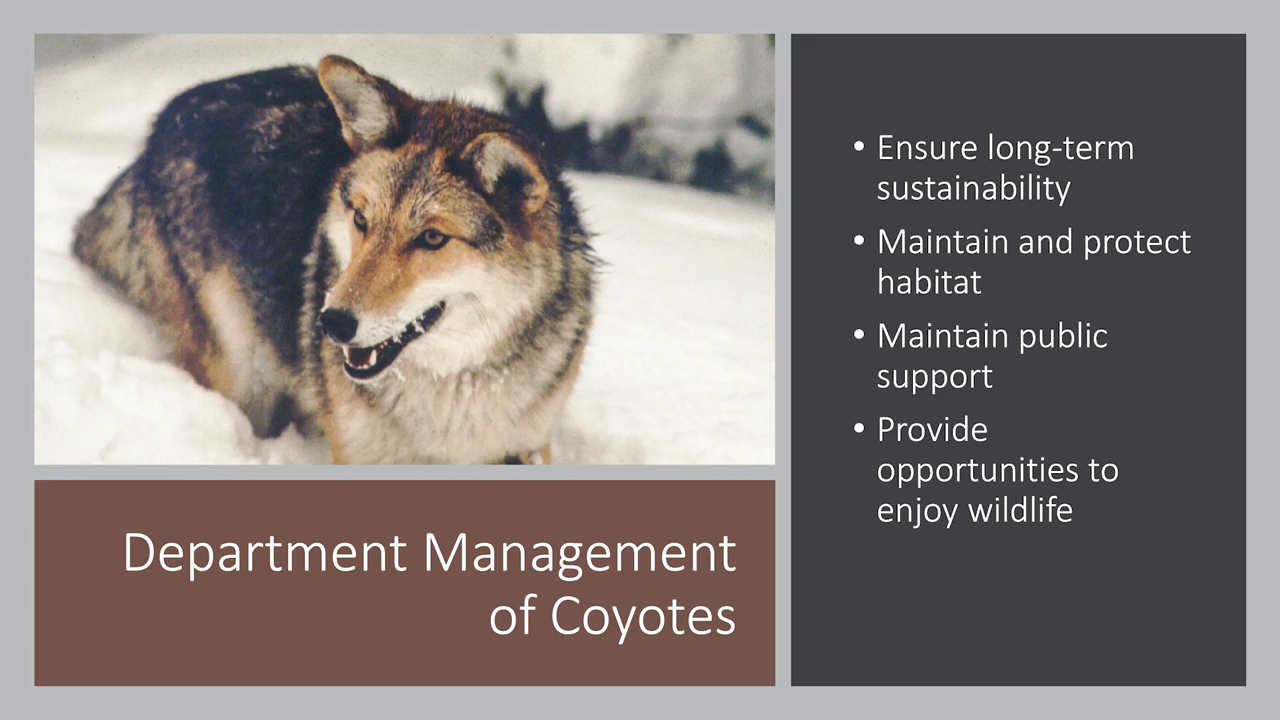 Department Management
of Coyotes
• Ensure long-term
sustainability
• Maintain and protect
habitat
• Maintain public
support
• Provide
opportunities to
enjoy wildlife